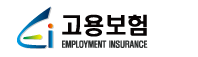 고용보험
EMPLOYMENT INSURANCE